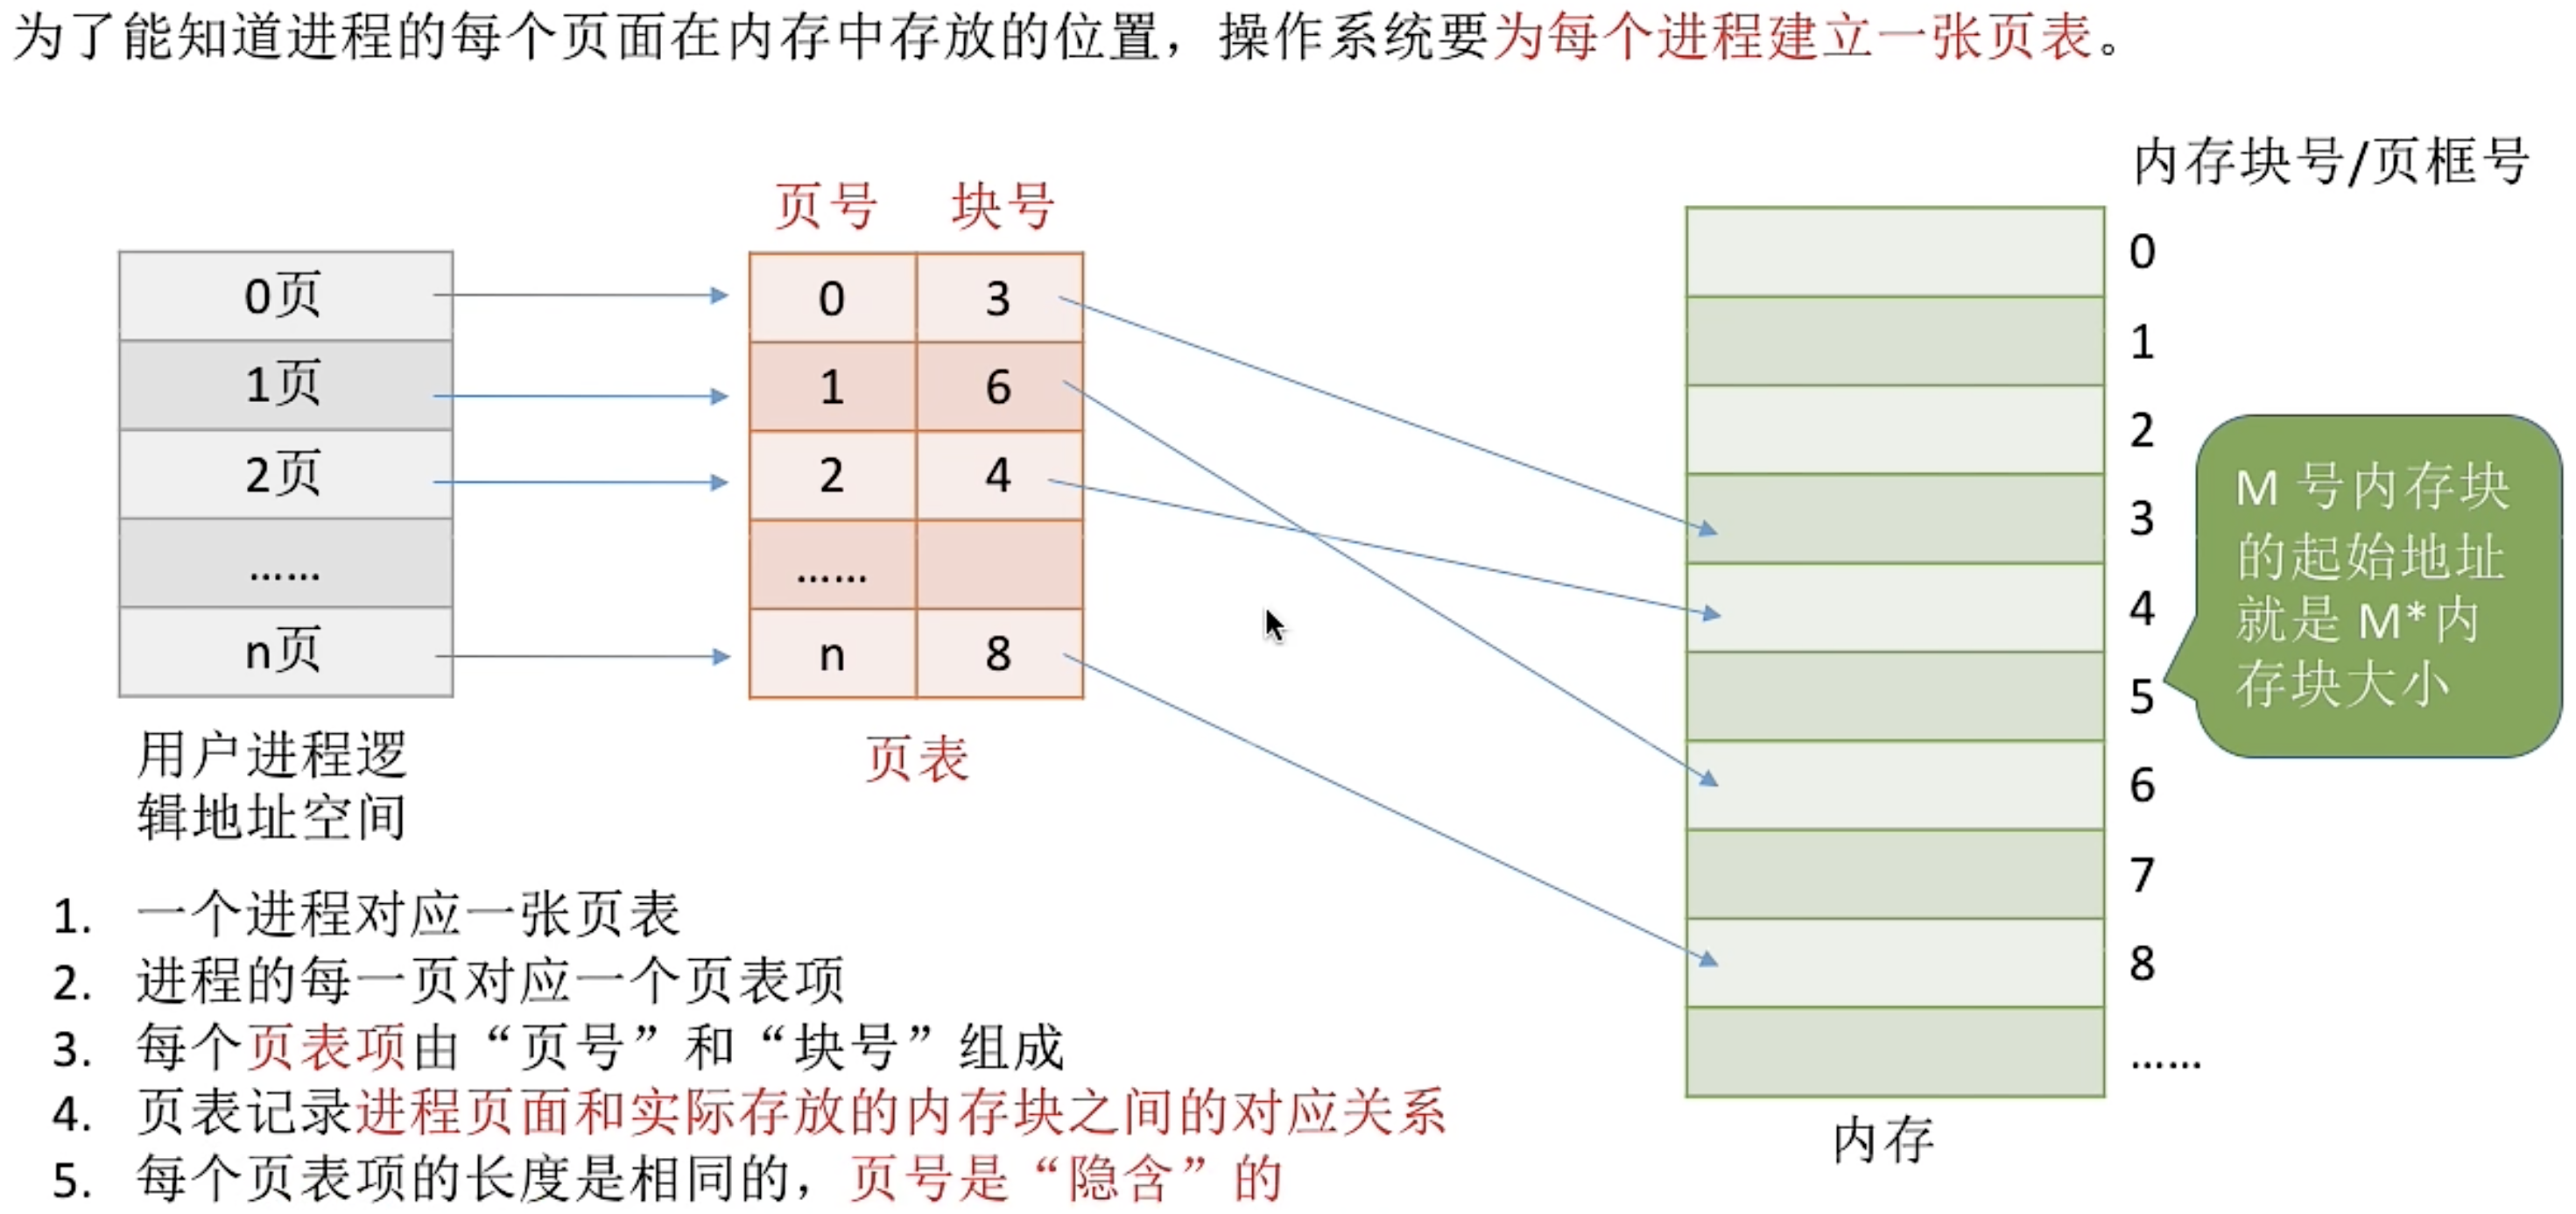 为了能知道进程的每个页面在内存中存放的位置，操作系统要为每个进程建立一张页表。
内存块号/页框号
页号 块号
0页
1页
2页
……
n页
用户进程逻
辑地址空间
0 3
1 6
2 4
……
n 8
页表
0
1
2
3
4
5
6
7
8
……
内存
M 号内存块
的起始地址
就是 M*内
存块大小
1. 一个进程对应一张页表
2. 进程的每一页对应一个页表项
3. 每个页表项由“页号”和“块号”组成
4. 页表记录进程页面和实际存放的内存块之间的对应关系
5. 每个页表项的长度是相同的，页号是“隐含”的